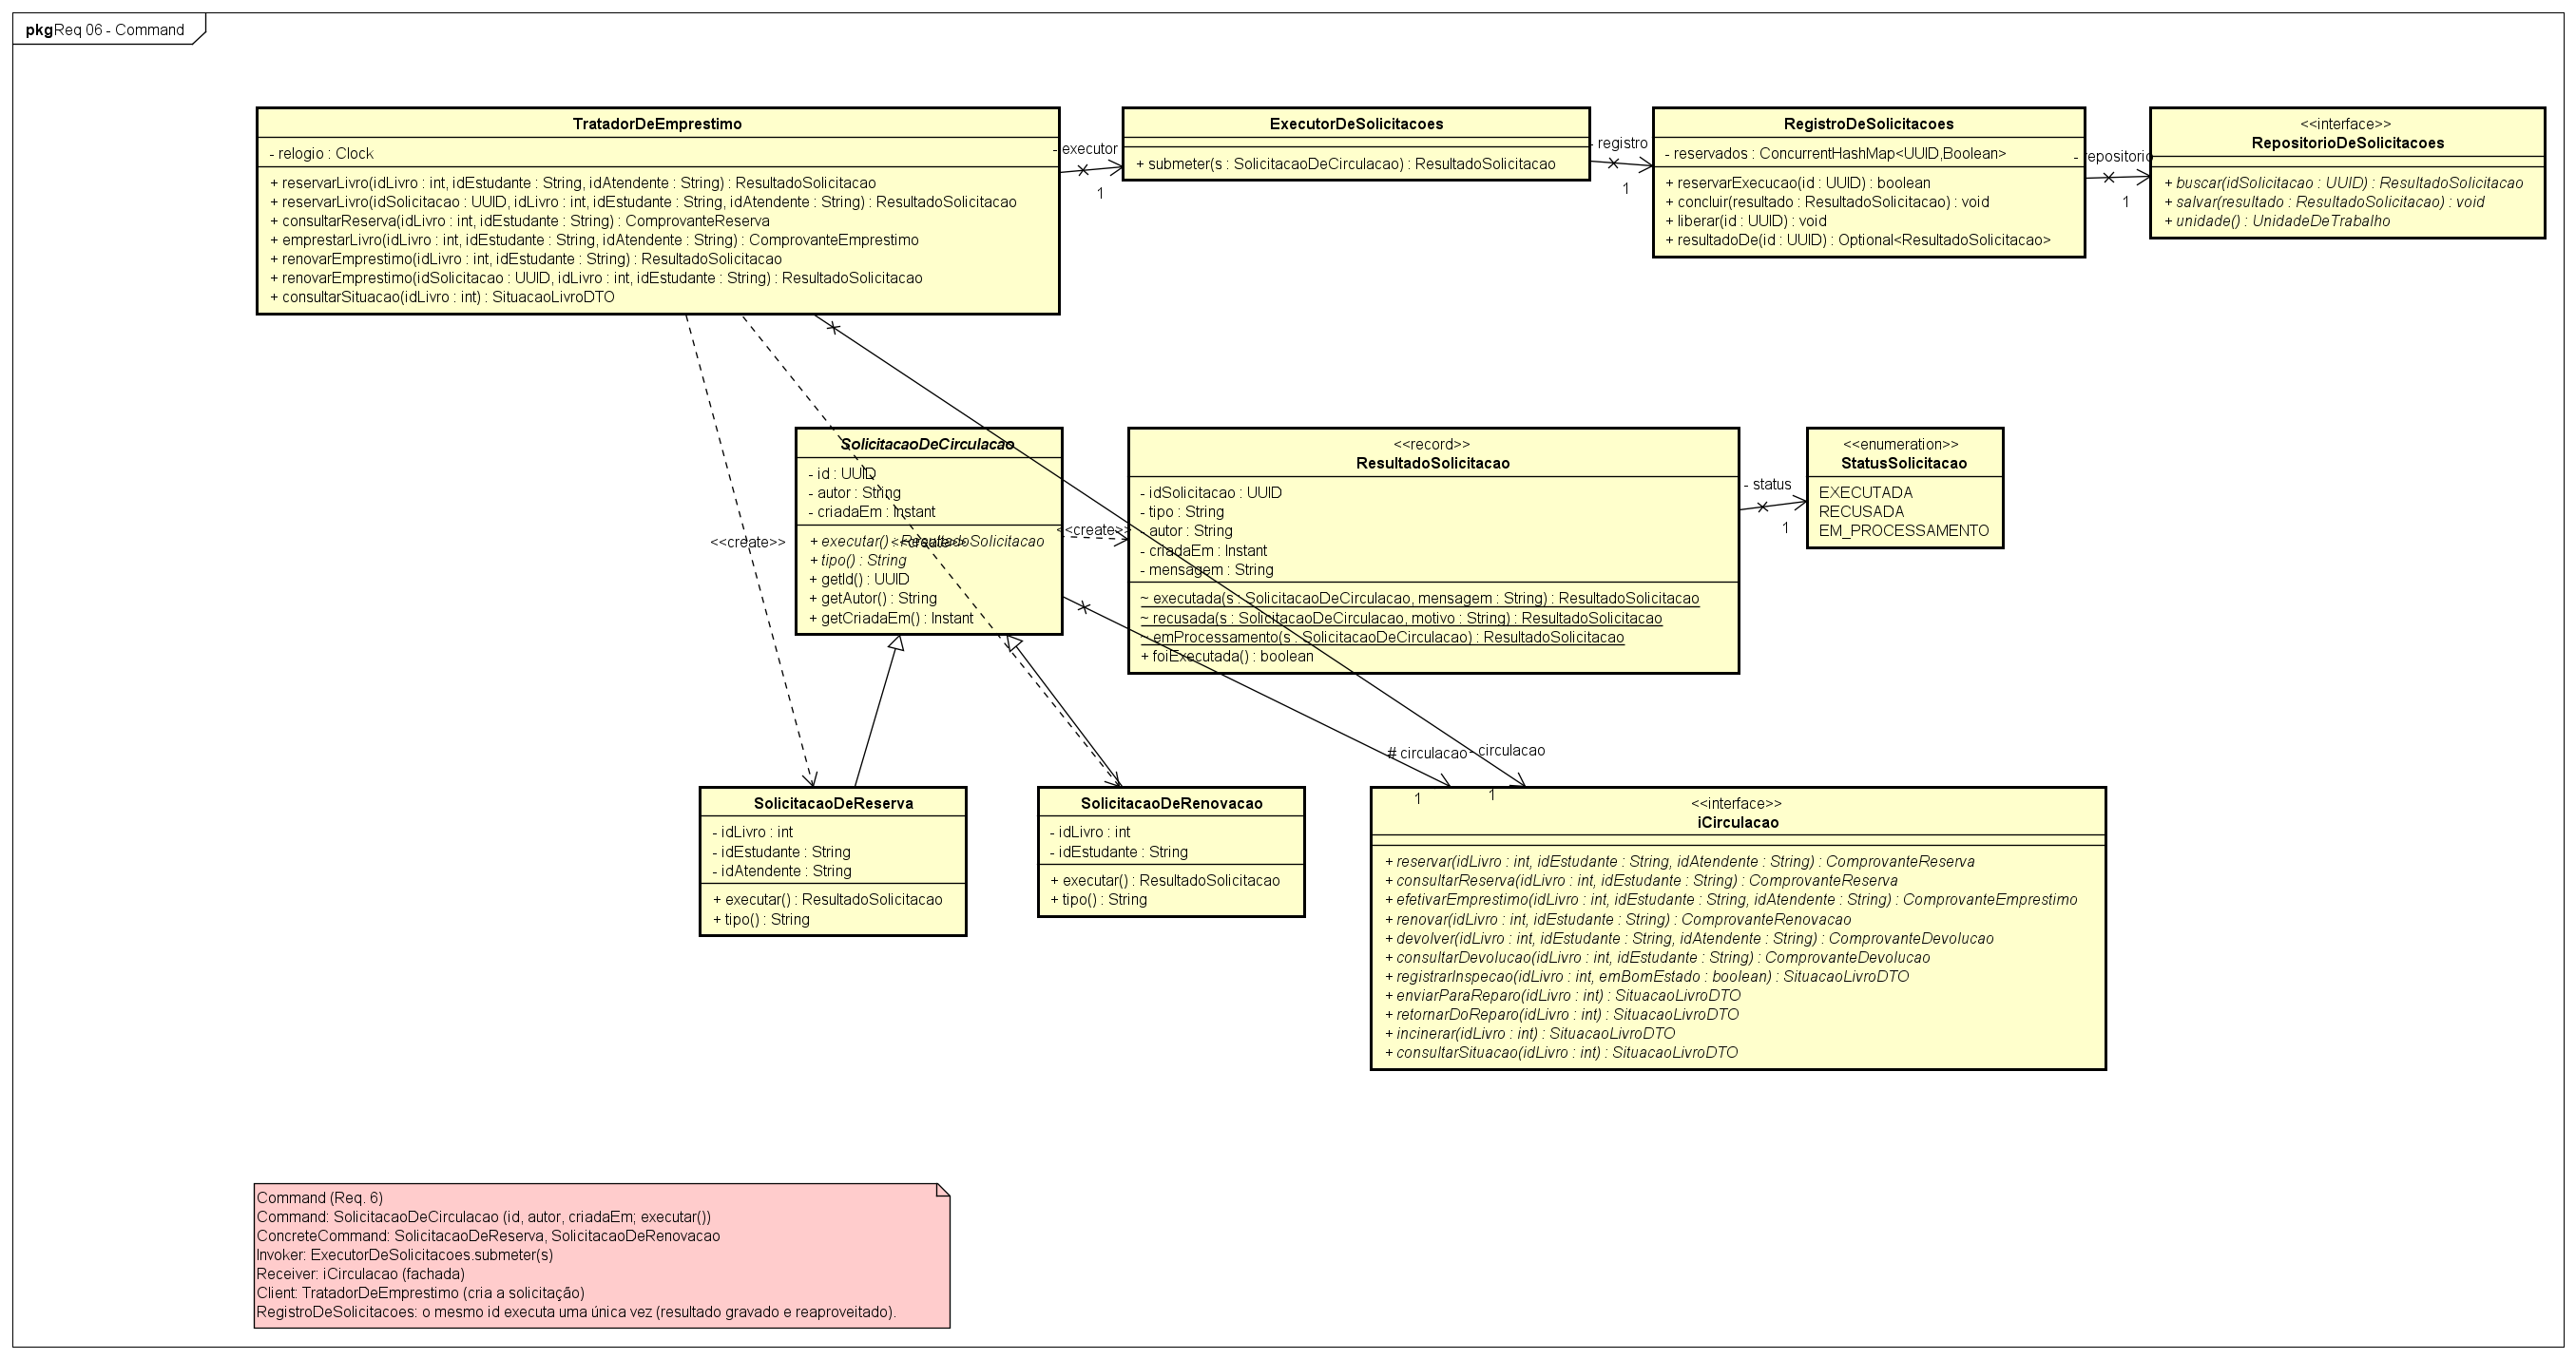 pkg Req 06 - Command
TratadorDeEmprestimo
- relogio : Clock
+ reservarLivro(idLivro : int, idEstudante : String, idAtendente : String) : ResultadoSolicitacao
+ reservarLivro(idSolicitacao : UUID, idLivro : int, idEstudante : String, idAtendente : String) : ResultadoSolicitacao
+ consultarReserva(idLivro : int, idEstudante : String) : ComprovanteReserva
+ emprestarLivro(idLivro : int, idEstudante : String, idAtendente : String) : ComprovanteEmprestimo
+ renovarEmprestimo(idLivro : int, idEstudante : String) : ResultadoSolicitacao
+ renovarEmprestimo(idSolicitacao : UUID, idLivro : int, idEstudante : String) : ResultadoSolicitacao
+ consultarSituacao(idLivro : int) : SituacaoLivroDTO
- executor
1
ExecutorDeSolicitacoes
+ submeter(s : SolicitacaoDeCirculacao) : ResultadoSolicitacao
- registro
1
RegistroDeSolicitacoes
- reservados : ConcurrentHashMap<UUID,Boolean>
+ reservarExecucao(id : UUID) : boolean
+ concluir(resultado : ResultadoSolicitacao) : void
+ liberar(id : UUID) : void
+ resultadoDe(id : UUID) : Optional<ResultadoSolicitacao>
- repositorio
1
<<interface>>
RepositorioDeSolicitacoes
+ buscar(idSolicitacao : UUID) : ResultadoSolicitacao
+ salvar(resultado : ResultadoSolicitacao) : void
+ unidade() : UnidadeDeTrabalho
SolicitacaoDeCirculacao
- id : UUID
- autor : String
- criadaEm : Instant
+ executar() : ResultadoSolicitacao
+ tipo() : String
+ getId() : UUID
+ getAutor() : String
+ getCriadaEm() : Instant
<<create>>
<<create>>
<<create>>
<<record>>
ResultadoSolicitacao
- idSolicitacao : UUID
- tipo : String
- autor : String
- criadaEm : Instant
- mensagem : String
~ executada(s : SolicitacaoDeCirculacao, mensagem : String) : ResultadoSolicitacao
~ recusada(s : SolicitacaoDeCirculacao, motivo : String) : ResultadoSolicitacao
~ emProcessamento(s : SolicitacaoDeCirculacao) : ResultadoSolicitacao
+ foiExecutada() : boolean
- status
1
<<enumeration>>
StatusSolicitacao
EXECUTADA
RECUSADA
EM_PROCESSAMENTO
# circulacao
- circulacao
1
1
SolicitacaoDeReserva
- idLivro : int
- idEstudante : String
- idAtendente : String
+ executar() : ResultadoSolicitacao
+ tipo() : String
SolicitacaoDeRenovacao
- idLivro : int
- idEstudante : String
+ executar() : ResultadoSolicitacao
+ tipo() : String
<<interface>>
iCirculacao
+ reservar(idLivro : int, idEstudante : String, idAtendente : String) : ComprovanteReserva
+ consultarReserva(idLivro : int, idEstudante : String) : ComprovanteReserva
+ efetivarEmprestimo(idLivro : int, idEstudante : String, idAtendente : String) : ComprovanteEmprestimo
+ renovar(idLivro : int, idEstudante : String) : ComprovanteRenovacao
+ devolver(idLivro : int, idEstudante : String, idAtendente : String) : ComprovanteDevolucao
+ consultarDevolucao(idLivro : int, idEstudante : String) : ComprovanteDevolucao
+ registrarInspecao(idLivro : int, emBomEstado : boolean) : SituacaoLivroDTO
+ enviarParaReparo(idLivro : int) : SituacaoLivroDTO
+ retornarDoReparo(idLivro : int) : SituacaoLivroDTO
+ incinerar(idLivro : int) : SituacaoLivroDTO
+ consultarSituacao(idLivro : int) : SituacaoLivroDTO
Command (Req. 6)
Command: SolicitacaoDeCirculacao (id, autor, criadaEm; executar())
ConcreteCommand: SolicitacaoDeReserva, SolicitacaoDeRenovacao
Invoker: ExecutorDeSolicitacoes.submeter(s)
Receiver: iCirculacao (fachada)
Client: TratadorDeEmprestimo (cria a solicitação)
RegistroDeSolicitacoes: o mesmo id executa uma única vez (resultado gravado e reaproveitado).